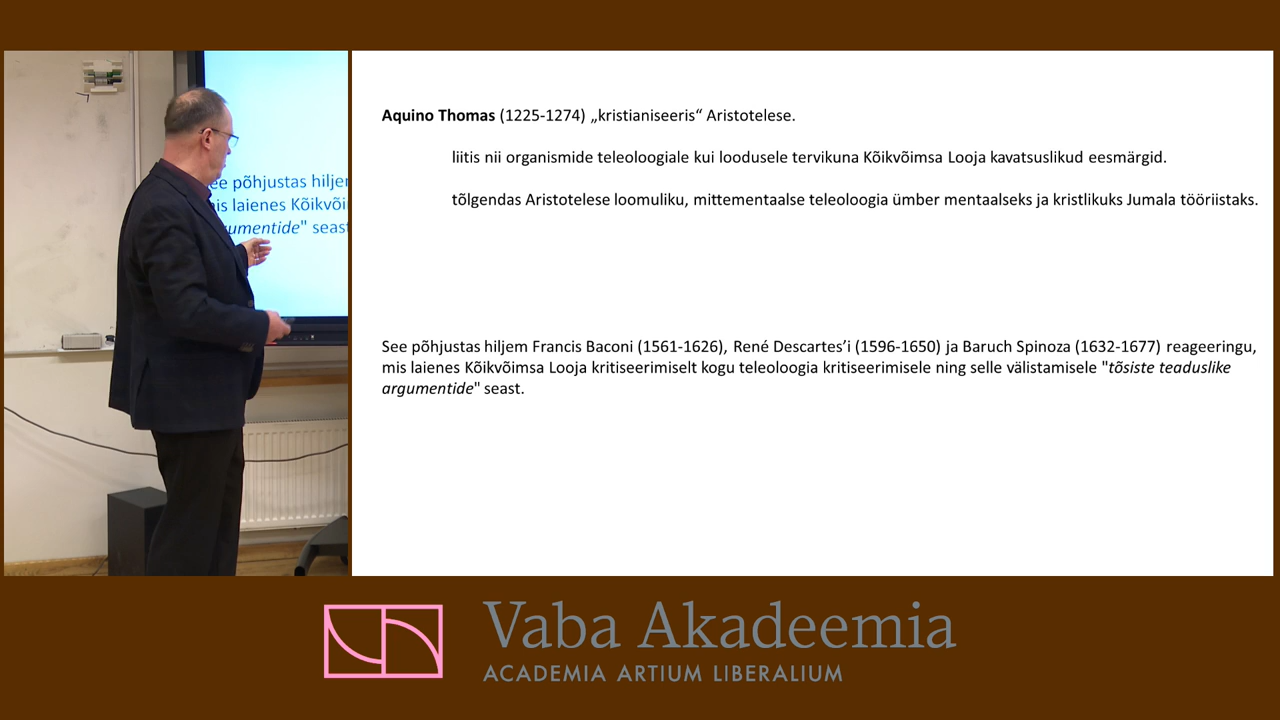 See põhjustas hiljem
mis laienes Kõikvõi
argumentide" seast
Aquino Thomas (1225-1274) „kristianiseeris“ Aristotelese.
liitis nii organismide teleoloogiale kui loodusele tervikuna Kõikvõimsa Looja kavatsuslikud eesmärgid.
tõlgendas Aristotelese loomuliku, mittementaalse teleoloogia ümber mentaalseks ja kristlikuks Jumala tööriistaks.
See põhjustas hiljem Francis Baconi (1561-1626), René Descartes’i (1596-1650) ja Baruch Spinoza (1632-1677) reageeringu,
mis laienes Kõikvõimsa Looja kritiseerimiselt kogu teleoloogia kritiseerimisele ning selle välistamisele "tõsiste teaduslike
argumentide" seast.
Vaba Akadeemia
ACADEMIA ARTIUM LIBERALIUM